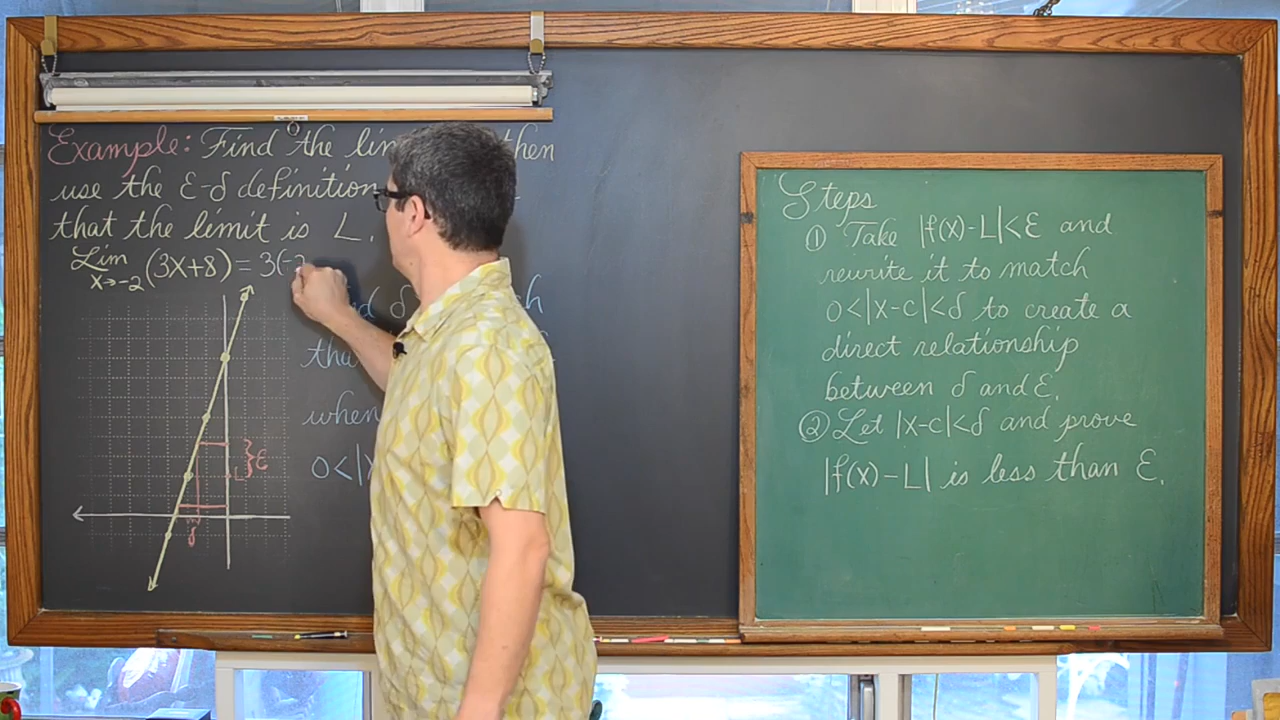 Example: Find the lim then
use the ε-δ definition
that the limit is L.
Lim (3x+8) = 3(-2
x→-2
δ
when
0<|x
ε
L
δ
Steps
① Take |f(x)-L|<ε and
rewrite it to match
0<|x-c|<δ to create a
direct relationship
between δ and ε.
② Let |x-c|<δ and prove
|f(x)-L| is less than ε.